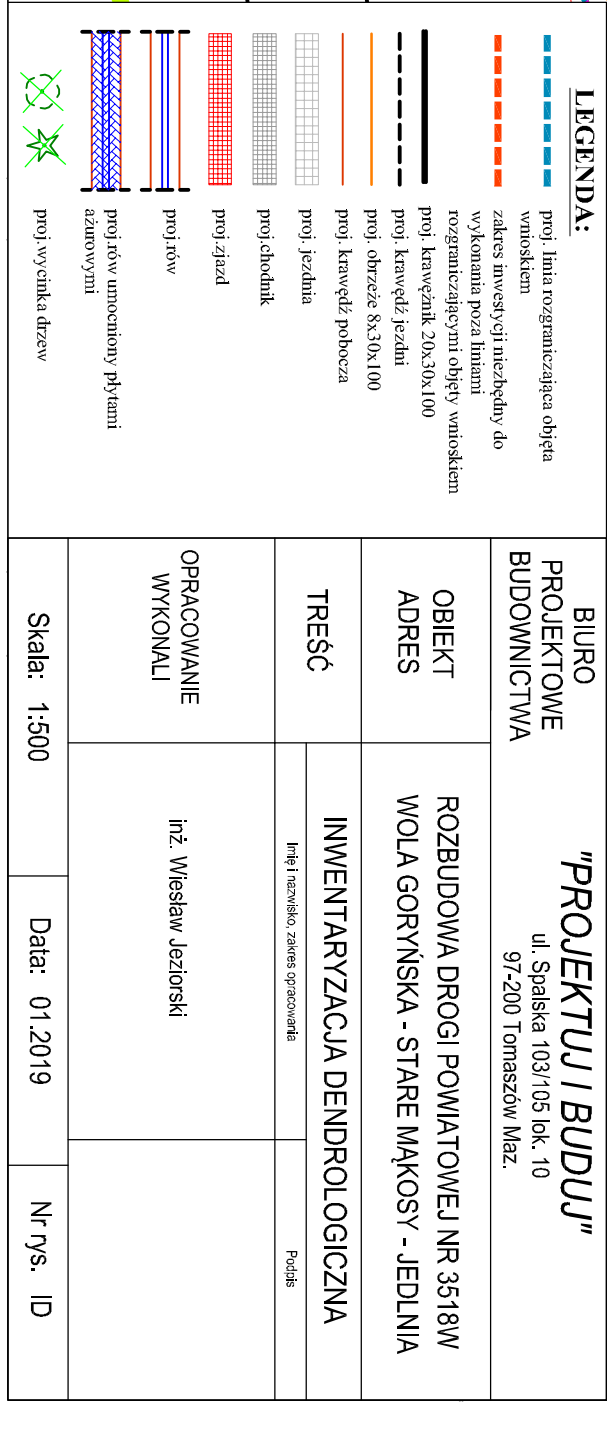 LEGENDA:
proj. linia rozgraniczająca objęta
wnioskiem
zakres inwestycji niezbędny do
wykonania poza liniami
rozgraniczającymi objęty wnioskiem
proj. krawężnik 20x30x100
proj. krawędź jezdni
proj. obrzeże 8x30x100
proj. krawędź pobocza
proj. jezdnia
proj.chodnik
proj.zjazd
proj.rów
proj.rów umocniony płytami
ażurowymi
proj.wycinka drzew
BIURO
PROJEKTOWE
BUDOWNICTWA
"PROJEKTUJ I BUDUJ"
ul. Spalska 103/105 lok. 10
97-200 Tomaszów Maz.
OBIEKT
ADRES
ROZBUDOWA DROGI POWIATOWEJ NR 3518W
WOLA GORYŃSKA - STARE MĄKOSY - JEDLNIA
TREŚĆ
INWENTARYZACJA DENDROLOGICZNA
Imię i nazwisko, zakres opracowania
Podpis
OPRACOWANIE
WYKONALI
inż. Wiesław Jeziorski
Skala: 1:500
Data: 01.2019
Nr rys. ID